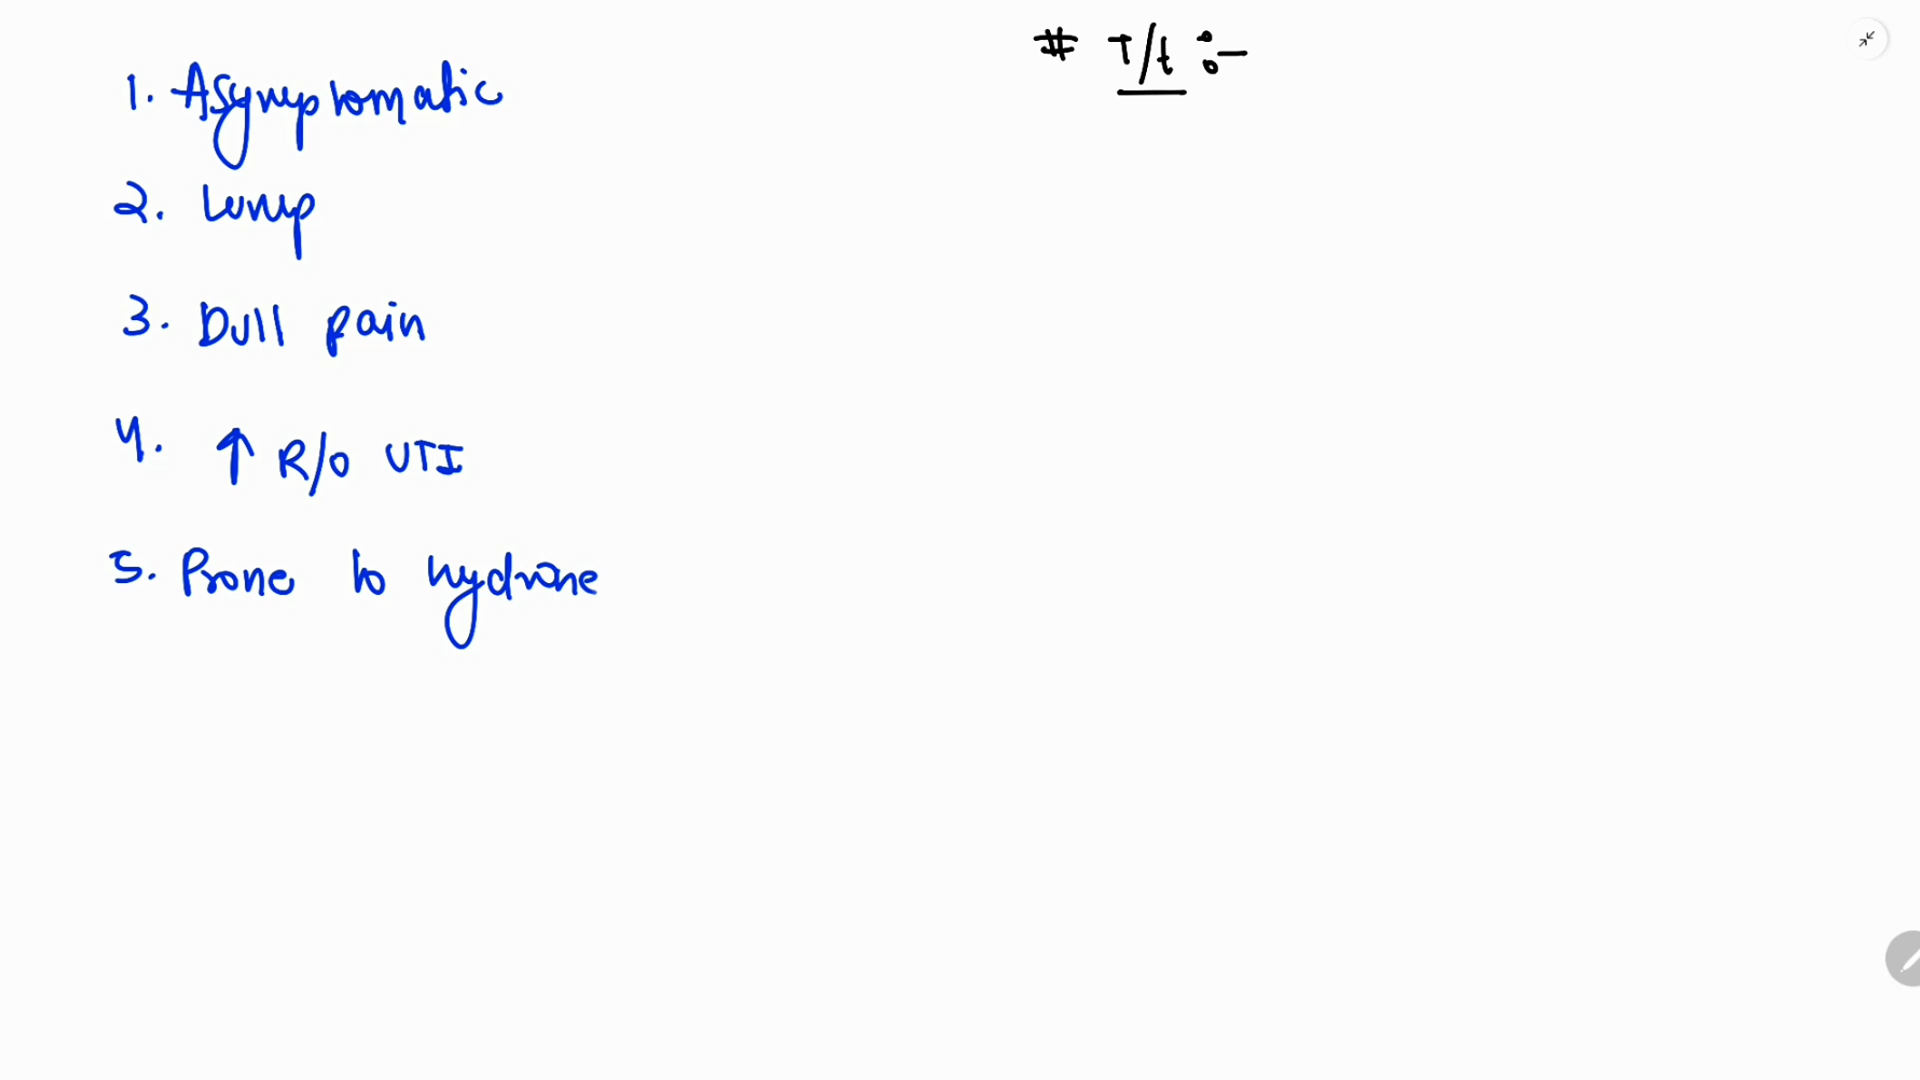 # T/t :-
1. Asymptomatic
2. Lump
3. Dull pain
4. ↑ R/o UTI
5. Prone to hydrone